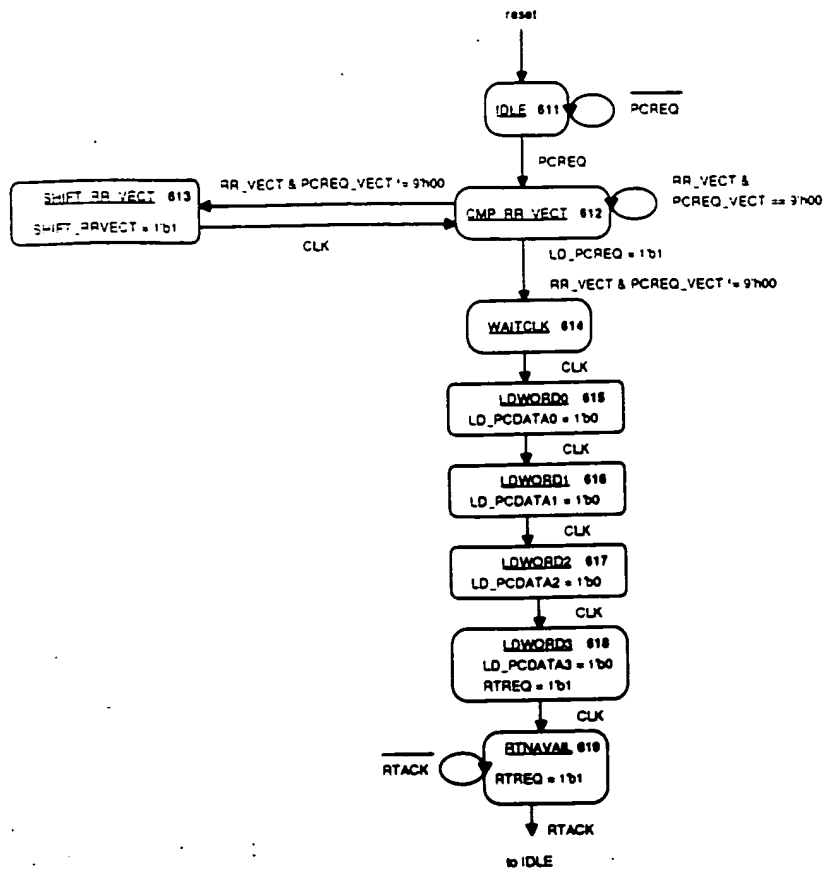 reset
IDLE 611
PCREQ
PCREQ
SHIFT_RR_VECT 613
SHIFT_RRVECT = 1'b1
RR_VECT & PCREQ_VECT != 9'h00
CLK
CMP_RR_VECT 612
RR_VECT &
PCREQ_VECT == 9'h00
LD_PCREQ = 1'b1
RR_VECT & PCREQ_VECT != 9'h00
WAITCLK 614
CLK
LDWORD0 615
LD_PCDATA0 = 1'b0
CLK
LDWORD1 616
LD_PCDATA1 = 1'b0
CLK
LDWORD2 617
LD_PCDATA2 = 1'b0
CLK
LDWORD3 618
LD_PCDATA3 = 1'b0
RTREQ = 1'b1
CLK
RTNAVAIL 619
RTREQ = 1'b1
RTACK
RTACK
to IDLE